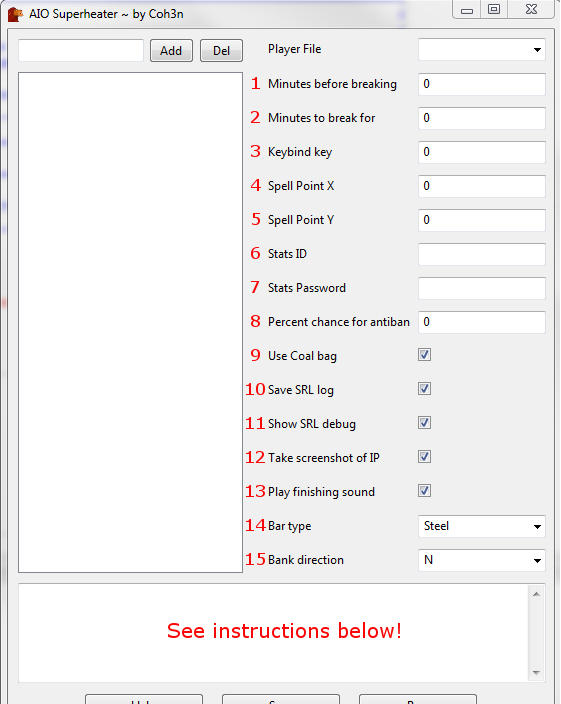 AIO Superheater ~ by Coh3n
Add Del Player File
1 Minutes before breaking 0
2 Minutes to break for 0
3 Keybind key 0
4 Spell Point X 0
5 Spell Point Y 0
6 Stats ID
7 Stats Password
8 Percent chance for antiban 0
9 Use Coal bag
10 Save SRL log
11 Show SRL debug
12 Take screenshot of IP
13 Play finishing sound
14 Bar type Steel
15 Bank direction N
See instructions below!